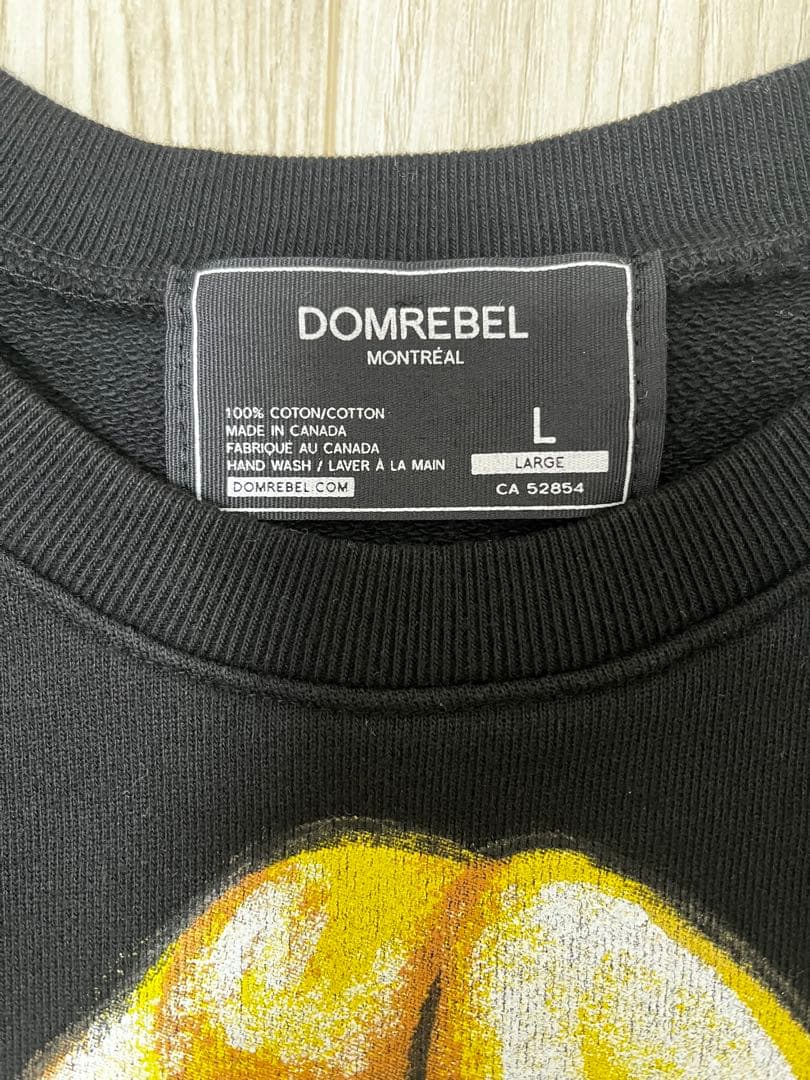 DOMREBEL
MONTRÉAL
100% COTON/COTTON
MADE IN CANADA
FABRIQUÉ AU CANADA
HAND WASH / LAVER À LA MAIN
DOMREBEL.COM
L
LARGE
CA 52854